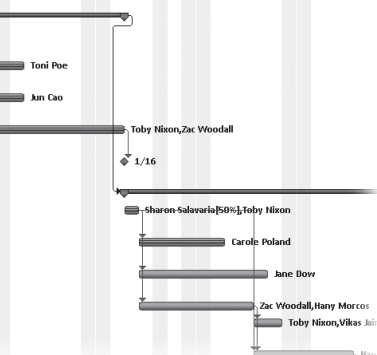 Toni Poe
Jun Cao
Toby Nixon,Zac Woodall
1/16
Sharon Salavaria[50%],Toby Nixon
Carole Poland
Jane Dow
Zac Woodall,Hany Morcos
Toby Nixon,Vikas Jain